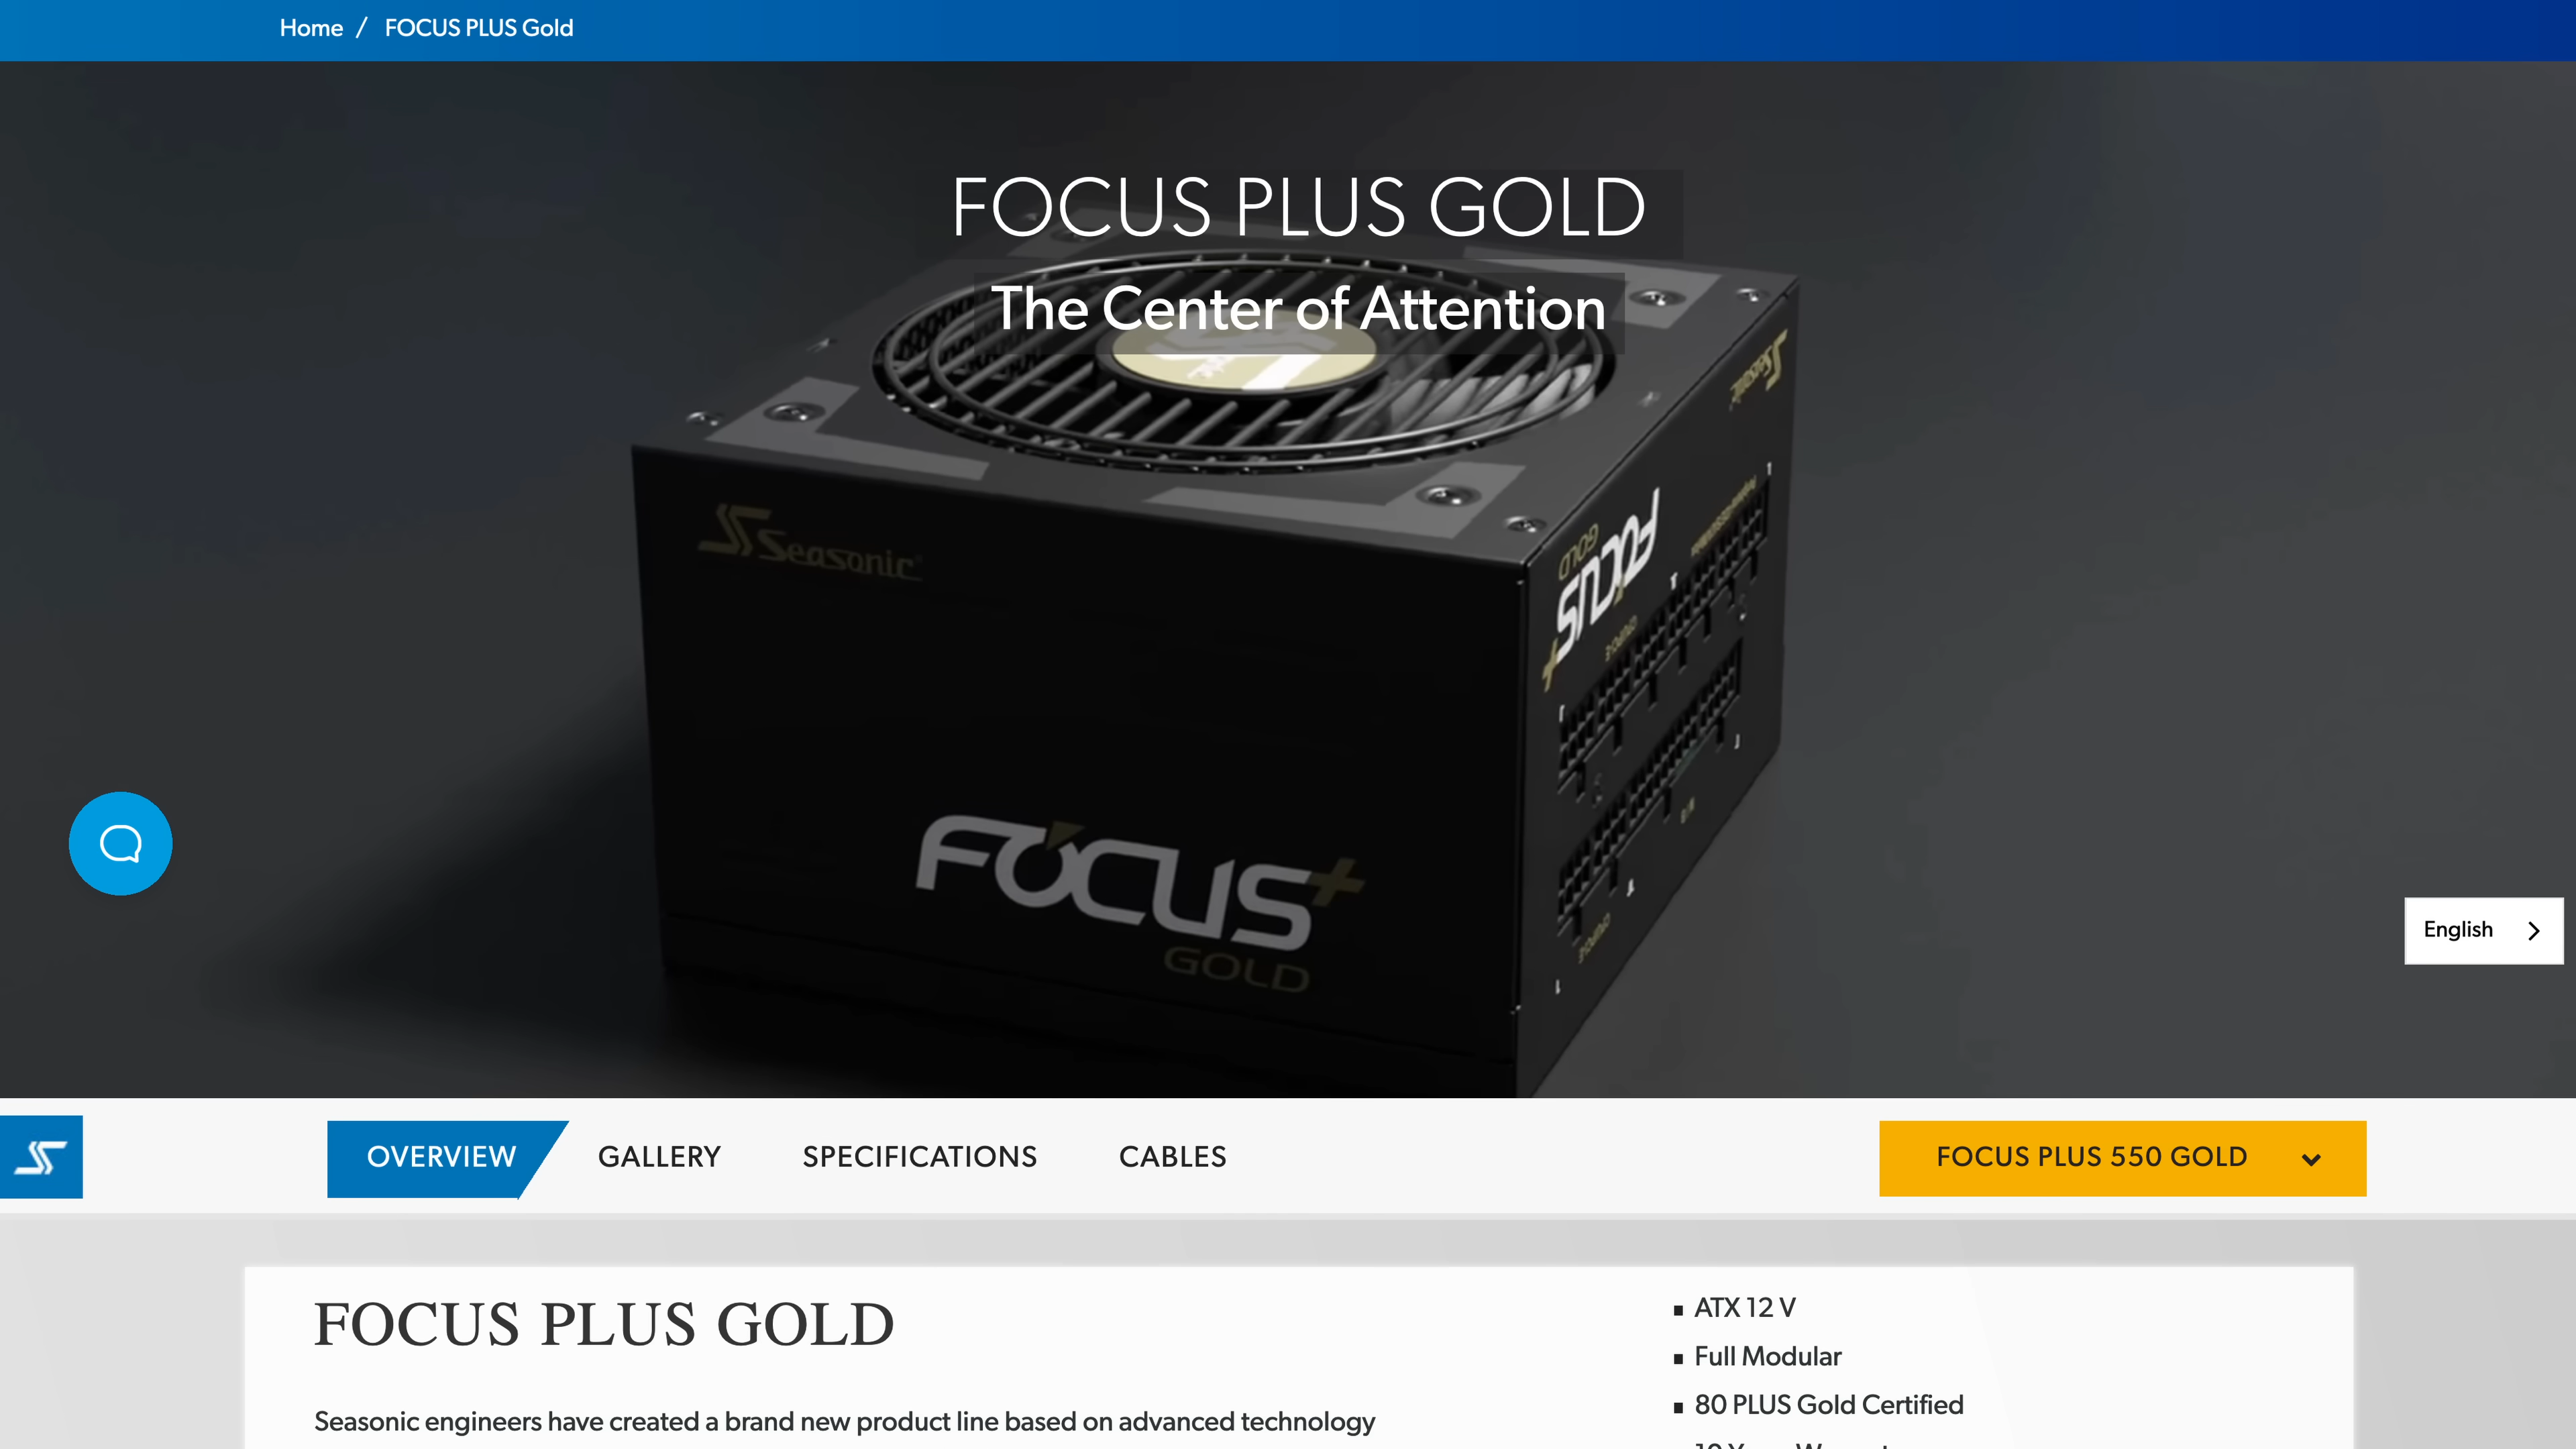 Home / FOCUS PLUS Gold
FOCUS PLUS GOLD
The Center of Attention
Seasonic
Seasonic
FOCUS+
GOLD
FOCUS+
GOLD
English
OVERVIEW
GALLERY
SPECIFICATIONS
CABLES
FOCUS PLUS 550 GOLD
FOCUS PLUS GOLD
Seasonic engineers have created a brand new product line based on advanced technology
ATX 12 V
Full Modular
80 PLUS Gold Certified